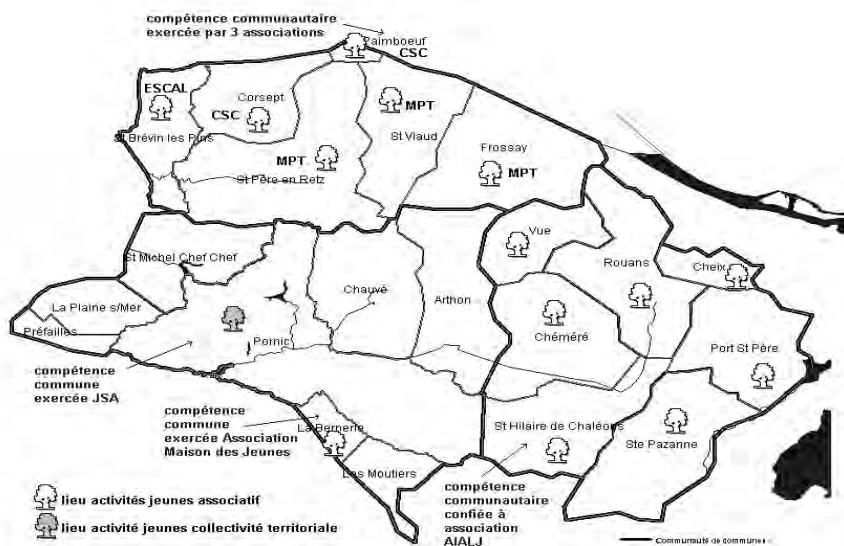 compétence communautaire
exercée par 3 associations
Paimboeuf
CSC
ESCAL
Corsept
CSC
MPT
St Brévin les Pins
St Viaud
Frossay
MPT
St Père en Retz
MPT
Vue
St Michel Chef Chef
Rouans
Cheix
La Plaine s/Mer
Chauvé
Arthon
Préfailles
Pornic
Chéméré
Port St Père
compétence
commune
exercée JSA
compétence
commune
exercée Association
Maison des Jeunes
La Bernerie
St Hilaire de Chaléons
Ste Pazanne
Les Moutiers
compétence
communautaire
confiée à
association
AIALJ
lieu activités jeunes associatif
lieu activité jeunes collectivité territoriale
Communauté de communes